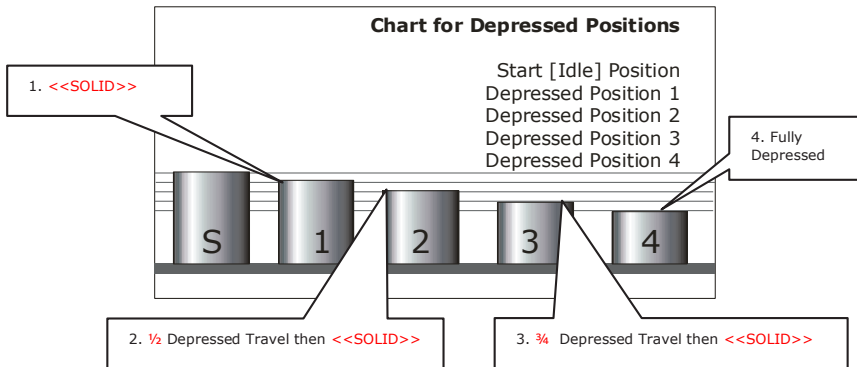 Chart for Depressed Positions
Start [Idle] Position
Depressed Position 1
Depressed Position 2
Depressed Position 3
Depressed Position 4
1. <<SOLID>>
4. Fully
Depressed
S
1
2
3
4
2. ½ Depressed Travel then <<SOLID>>
3. ¾ Depressed Travel then <<SOLID>>